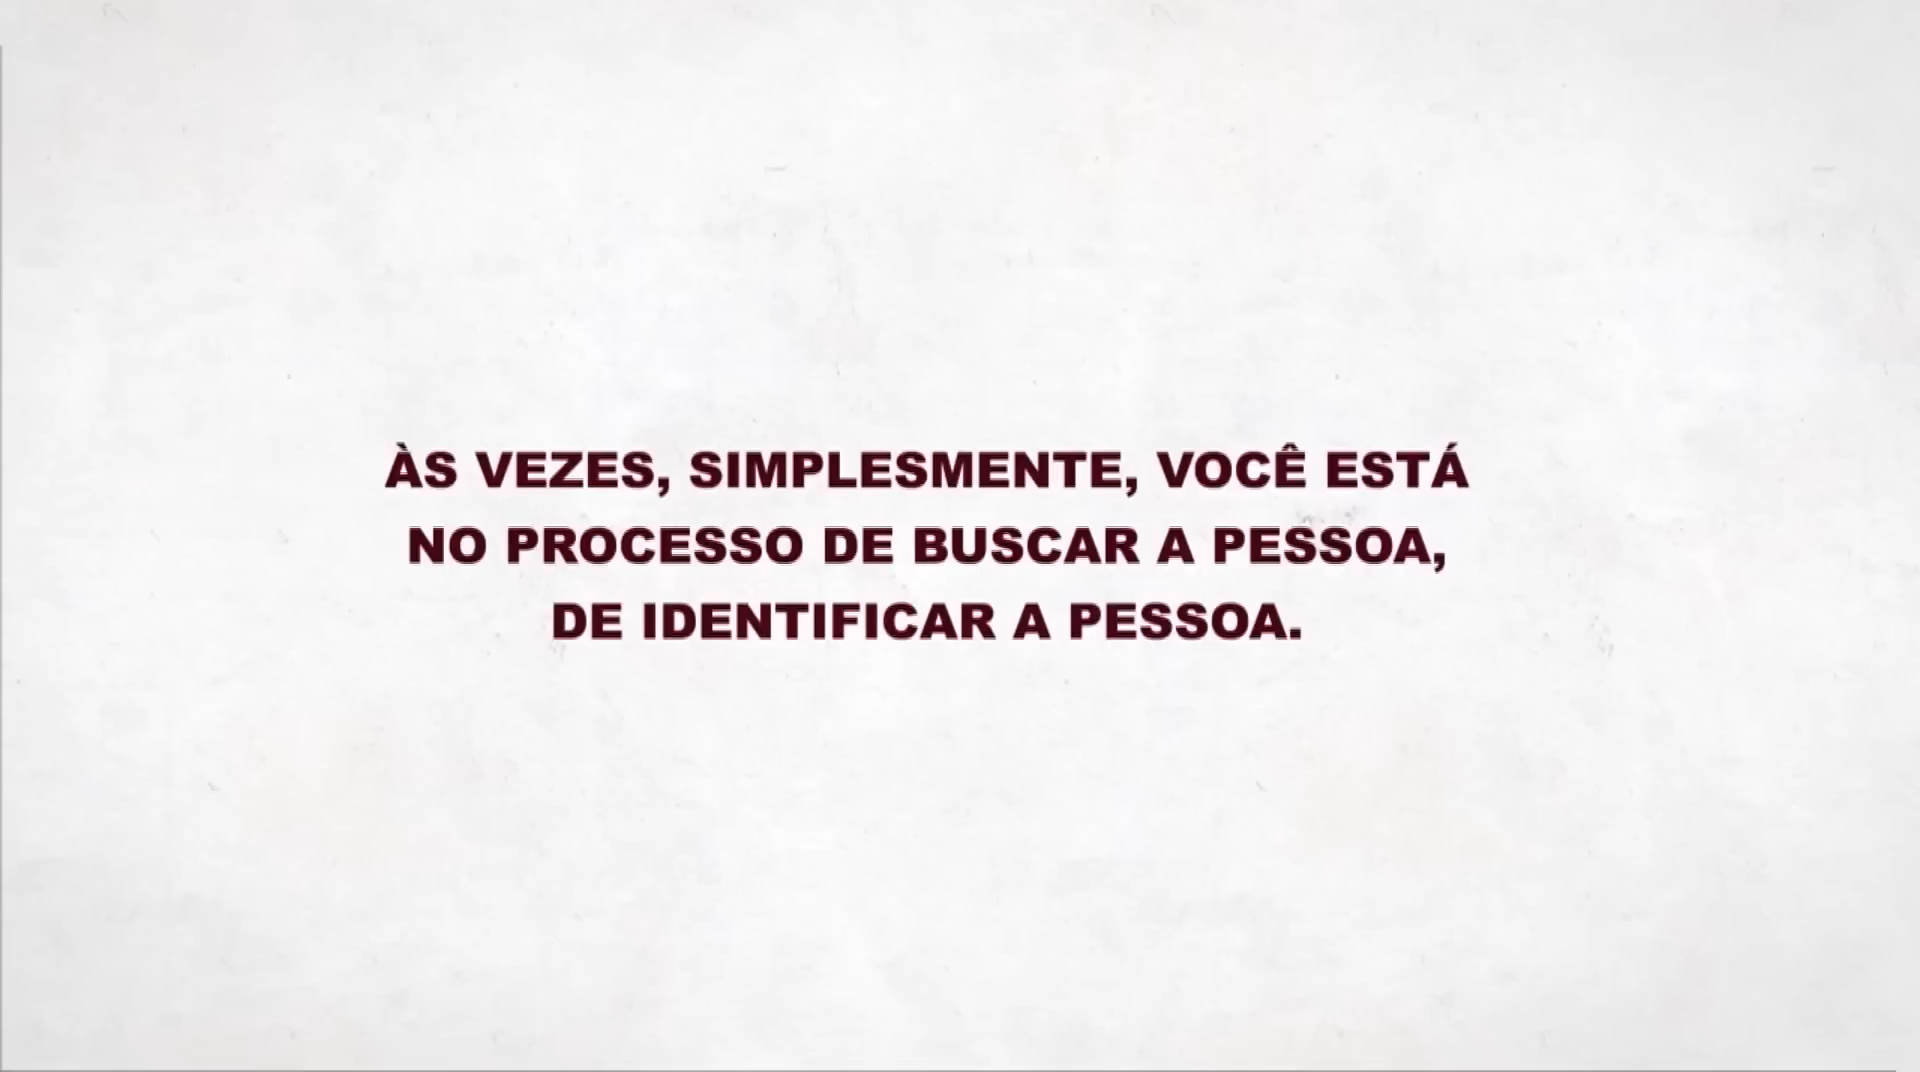 ÀS VEZES, SIMPLESMENTE, VOCÊ ESTÁ
NO PROCESSO DE BUSCAR A PESSOA,
DE IDENTIFICAR A PESSOA.